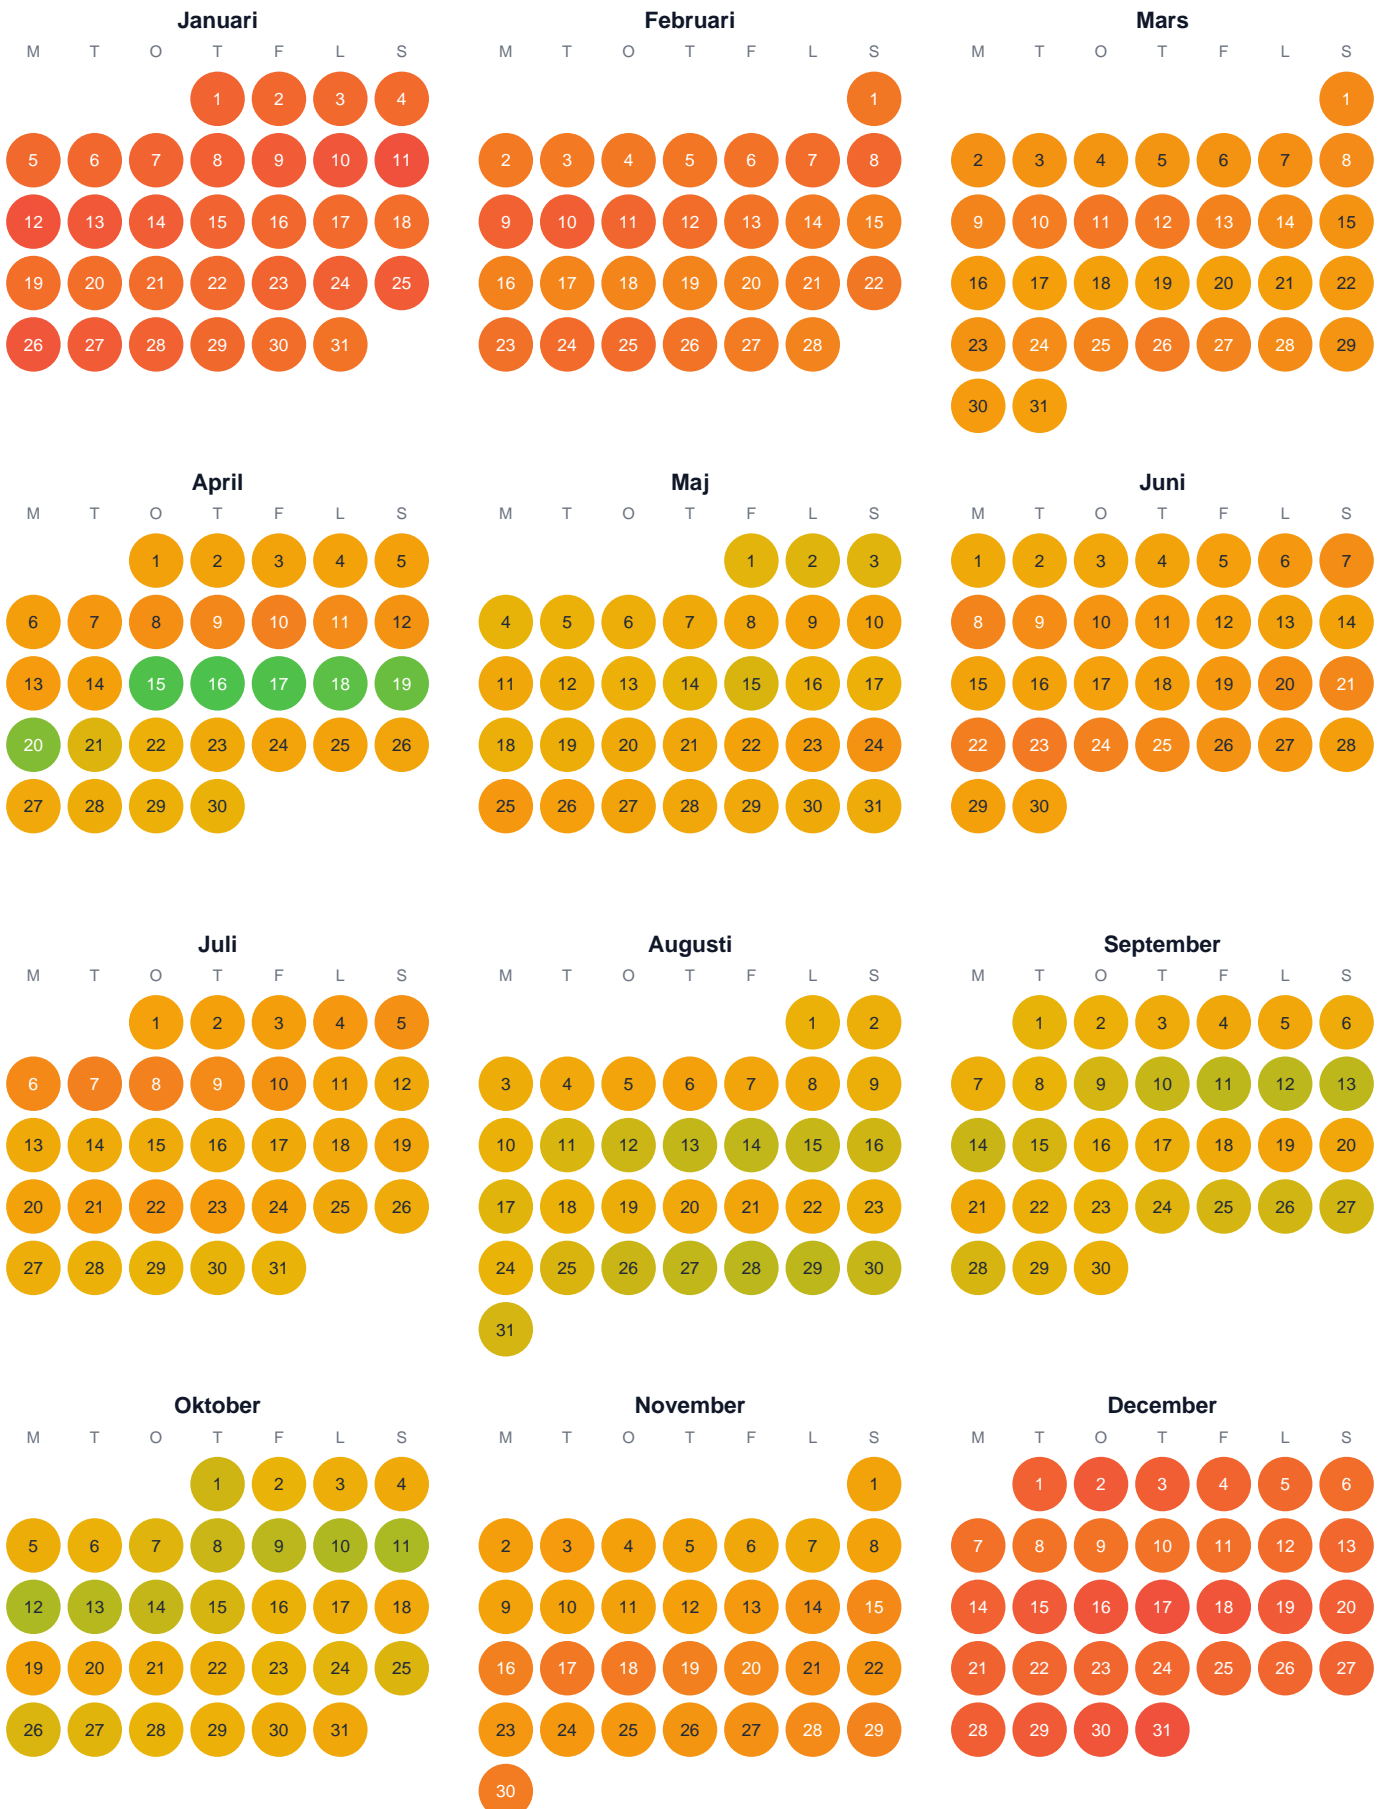 Januari Februari Mars
M T O T F L S M T O T F L S M T O T F L S
1 2 3 4 1 1
5 6 7 8 9 10 11 2 3 4 5 6 7 8 2 3 4 5 6 7 8
12 13 14 15 16 17 18 9 10 11 12 13 14 15 9 10 11 12 13 14 15
19 20 21 22 23 24 25 16 17 18 19 20 21 22 16 17 18 19 20 21 22
26 27 28 29 30 31 23 24 25 26 27 28 23 24 25 26 27 28 29
30 31
April Maj Juni
M T O T F L S M T O T F L S M T O T F L S
1 2 3 4 5 1 2 3 1 2 3 4 5 6 7
6 7 8 9 10 11 12 4 5 6 7 8 9 10 8 9 10 11 12 13 14
13 14 15 16 17 18 19 11 12 13 14 15 16 17 15 16 17 18 19 20 21
20 21 22 23 24 25 26 18 19 20 21 22 23 24 22 23 24 25 26 27 28
27 28 29 30 25 26 27 28 29 30 31 29 30
Juli Augusti September
M T O T F L S M T O T F L S M T O T F L S
1 2 3 4 5 1 2 1 2 3 4 5 6
6 7 8 9 10 11 12 3 4 5 6 7 8 9 7 8 9 10 11 12 13
13 14 15 16 17 18 19 10 11 12 13 14 15 16 14 15 16 17 18 19 20
20 21 22 23 24 25 26 17 18 19 20 21 22 23 21 22 23 24 25 26 27
27 28 29 30 31 24 25 26 27 28 29 30 28 29 30
31
Oktober November December
M T O T F L S M T O T F L S M T O T F L S
1 2 3 4 1 1 2 3 4 5 6
5 6 7 8 9 10 11 2 3 4 5 6 7 8 7 8 9 10 11 12 13
12 13 14 15 16 17 18 9 10 11 12 13 14 15 14 15 16 17 18 19 20
19 20 21 22 23 24 25 16 17 18 19 20 21 22 21 22 23 24 25 26 27
26 27 28 29 30 31 23 24 25 26 27 28 29 28 29 30 31
30